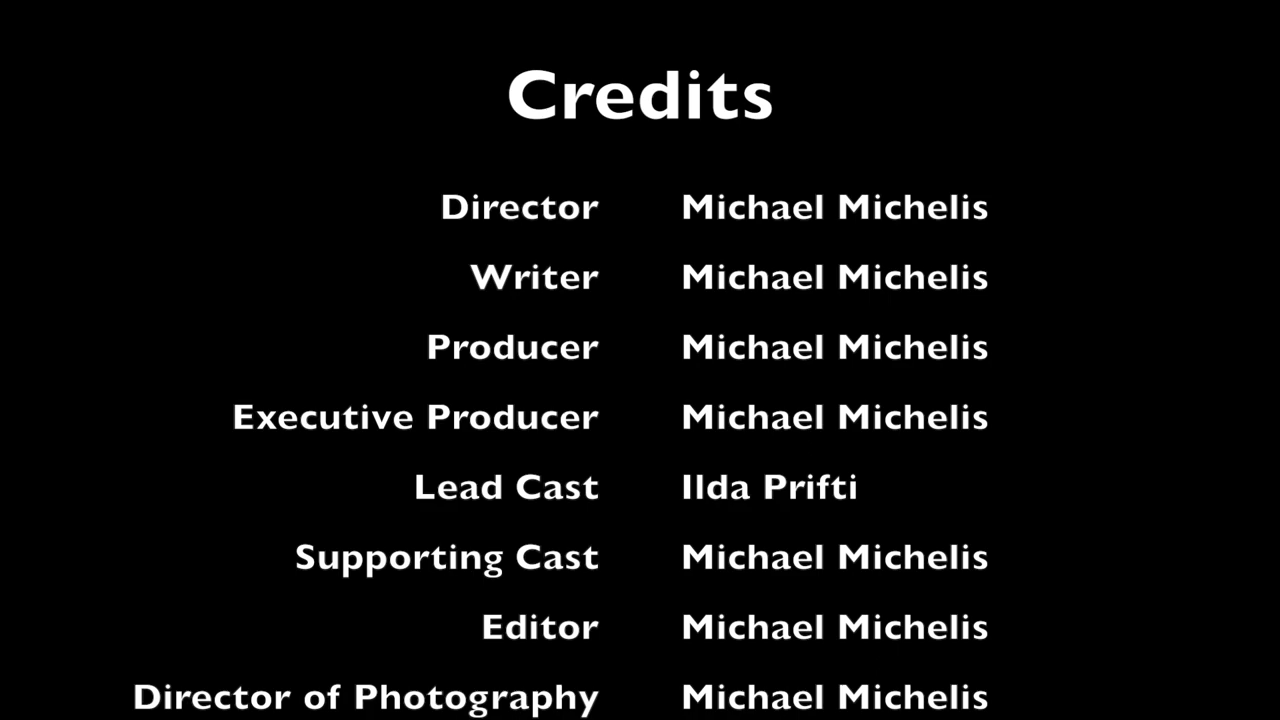 Credits
Director Michael Michelis
Writer Michael Michelis
Producer Michael Michelis
Executive Producer Michael Michelis
Lead Cast Ilda Prifti
Supporting Cast Michael Michelis
Editor Michael Michelis
Director of Photography Michael Michelis